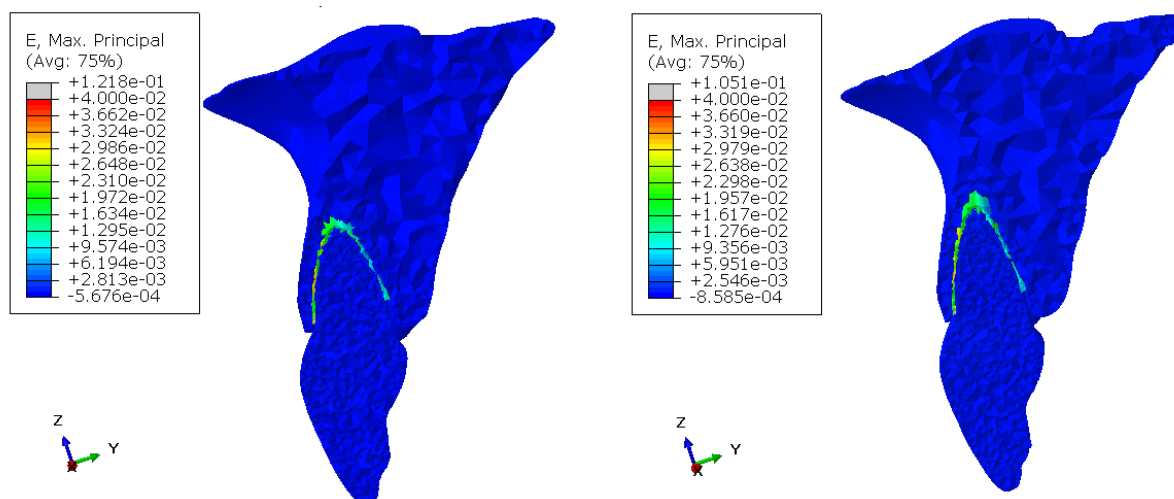 E, Max. Principal
(Avg: 75%)
+1.218e-01
+4.000e-02
+3.662e-02
+3.324e-02
+2.986e-02
+2.648e-02
+2.310e-02
+1.972e-02
+1.634e-02
+1.295e-02
+9.574e-03
+6.194e-03
+2.813e-03
-5.676e-04
Z
Y
X
E, Max. Principal
(Avg: 75%)
+1.051e-01
+4.000e-02
+3.660e-02
+3.319e-02
+2.979e-02
+2.638e-02
+2.298e-02
+1.957e-02
+1.617e-02
+1.276e-02
+9.356e-03
+5.951e-03
+2.546e-03
-8.585e-04
Z
Y
X